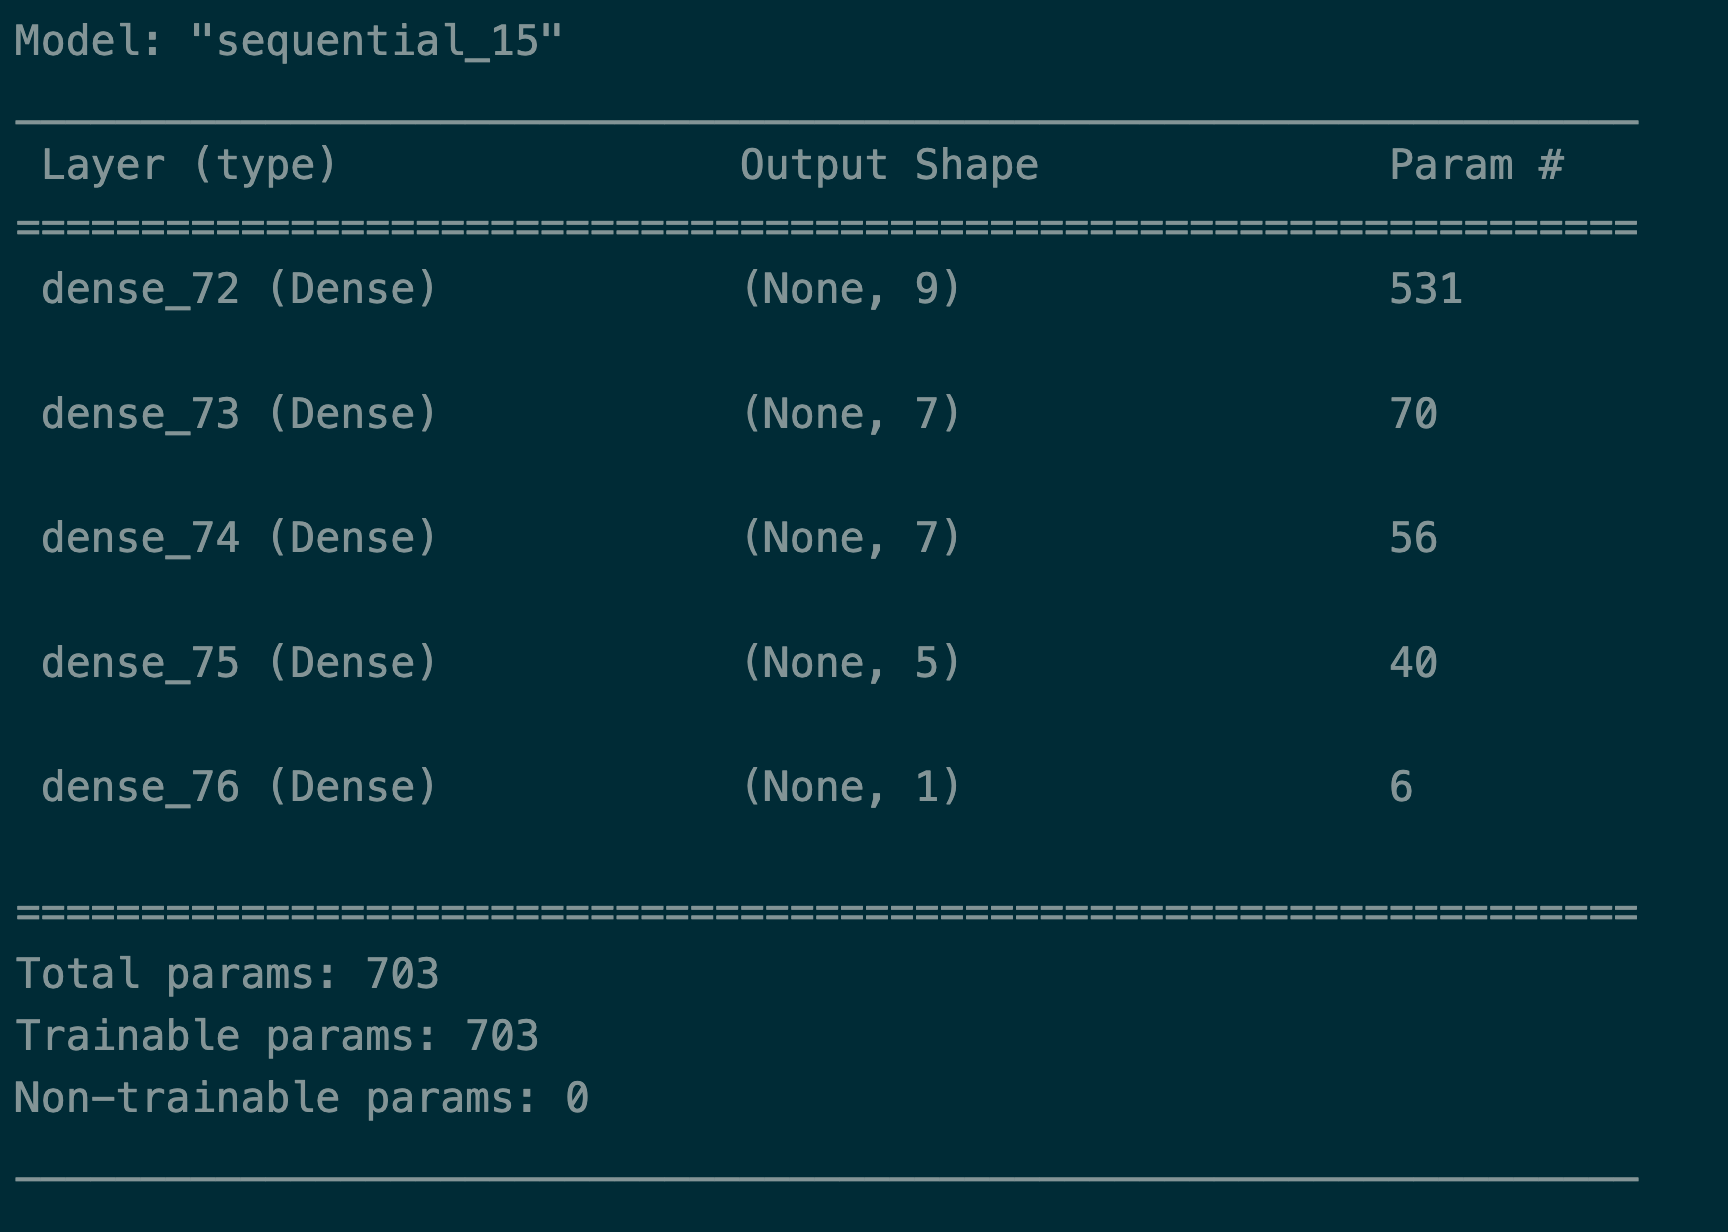 Model: "sequential_15"
_________________________________________________________________
 Layer (type)                Output Shape              Param #
=================================================================
 dense_72 (Dense)            (None, 9)                 531
 dense_73 (Dense)            (None, 7)                 70
 dense_74 (Dense)            (None, 7)                 56
 dense_75 (Dense)            (None, 5)                 40
 dense_76 (Dense)            (None, 1)                 6
=================================================================
Total params: 703
Trainable params: 703
Non-trainable params: 0
_________________________________________________________________